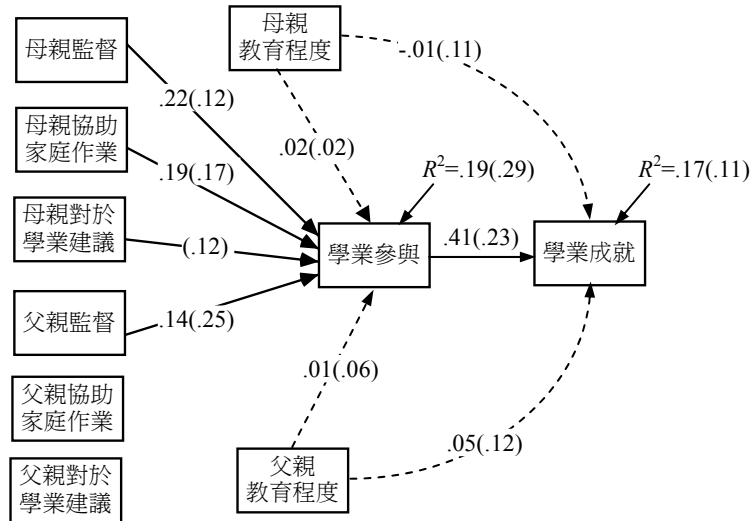 母親監督
母親協助
家庭作業
母親對於
學業建議
父親監督
父親協助
家庭作業
父親對於
學業建議
母親
教育程度
-.01(.11)
.22(.12)
.02(.02)
.19(.17)
R²=.19(.29)
R²=.17(.11)
(.12)
學業參與
.41(.23)
學業成就
.14(.25)
.01(.06)
.05(.12)
父親
教育程度